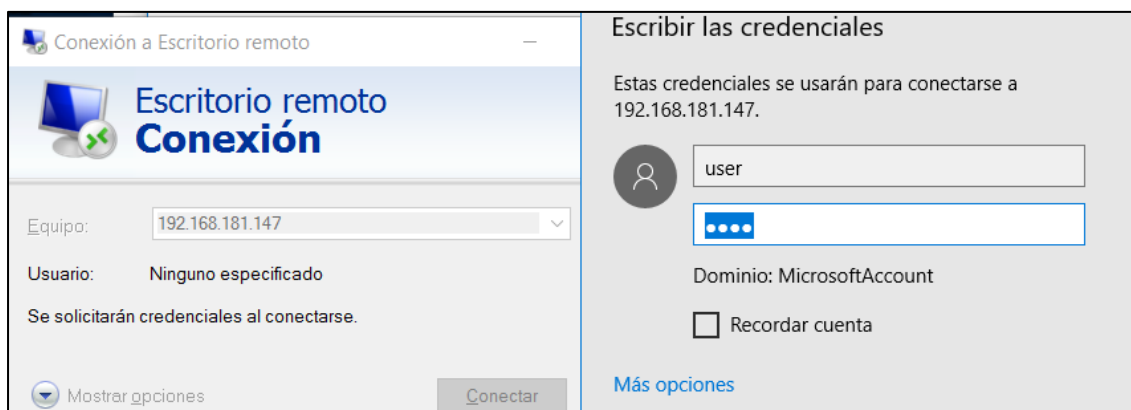 Conexión a Escritorio remoto
Escritorio remoto
Conexión
Equipo:
192.168.181.147
Usuario:
Ninguno especificado
Se solicitarán credenciales al conectarse.
Mostrar opciones
Conectar
Escribir las credenciales
Estas credenciales se usarán para conectarse a
192.168.181.147.
user
••••
Dominio: MicrosoftAccount
Recordar cuenta
Más opciones